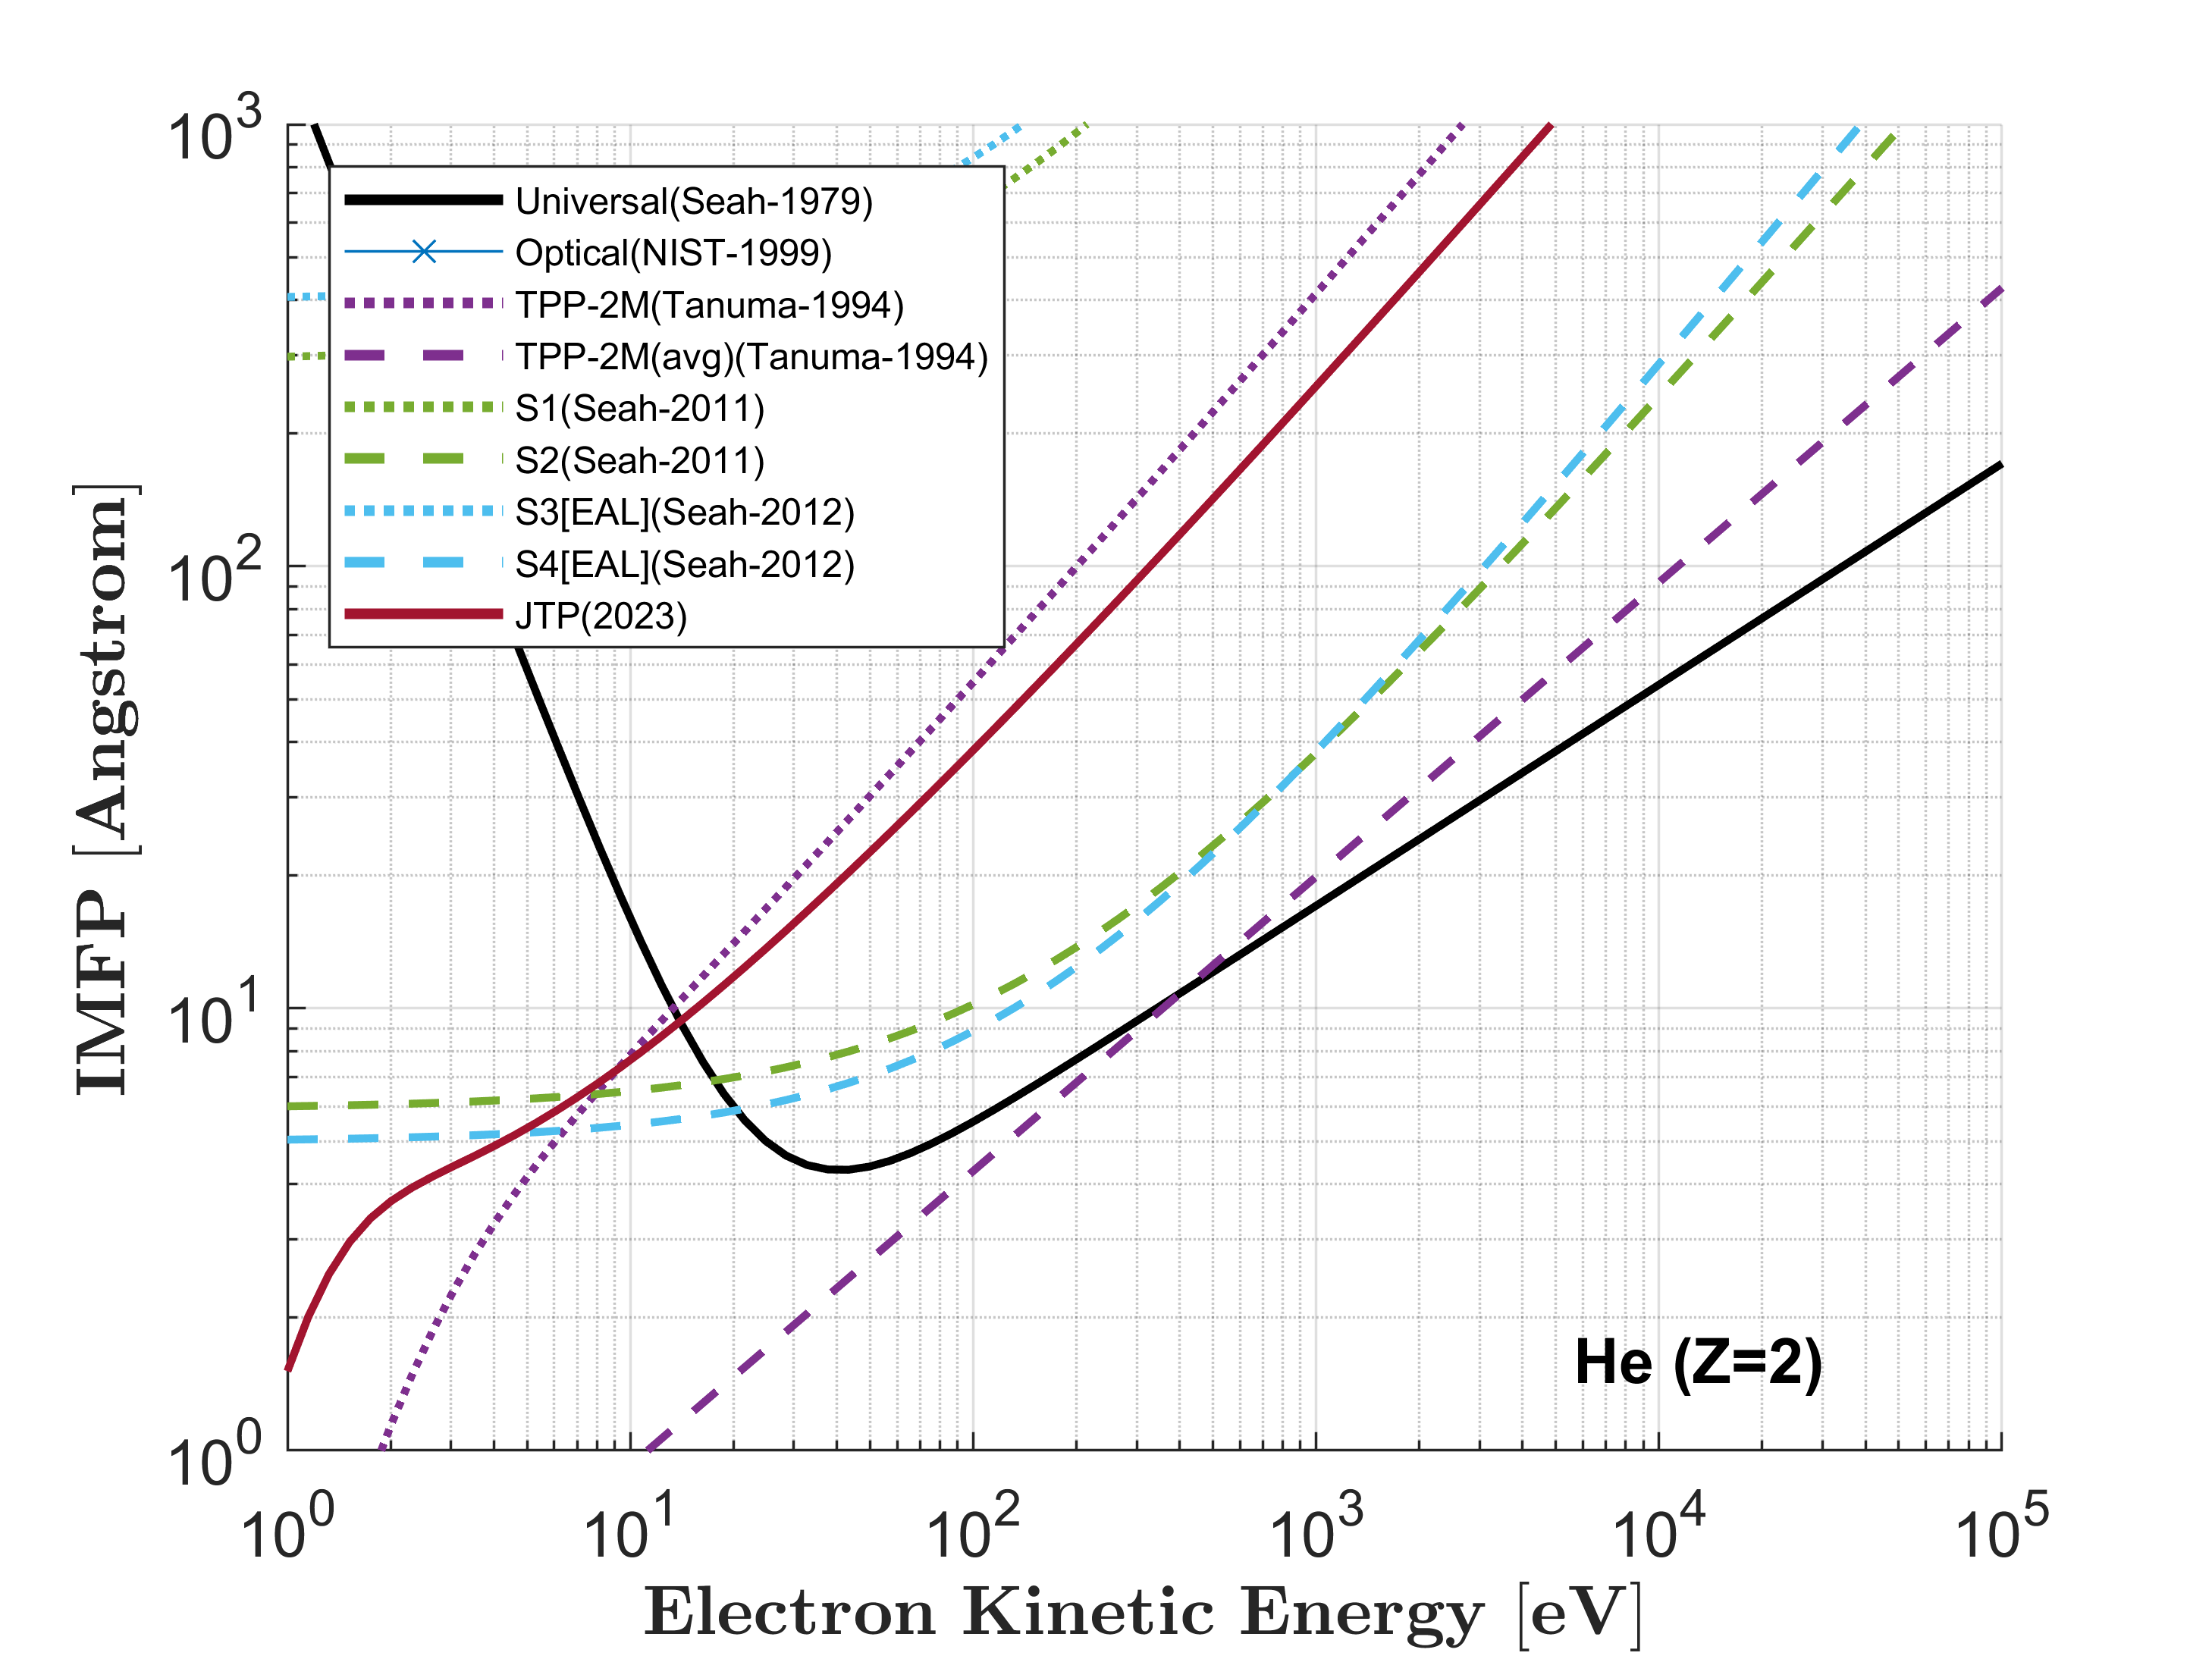 10^3
10^2
10^1
10^0
IMFP [Angstrom]
Universal(Seah-1979)
Optical(NIST-1999)
TPP-2M(Tanuma-1994)
TPP-2M(avg)(Tanuma-1994)
S1(Seah-2011)
S2(Seah-2011)
S3[EAL](Seah-2012)
S4[EAL](Seah-2012)
JTP(2023)
He (Z=2)
10^0 10^1 10^2 10^3 10^4 10^5
Electron Kinetic Energy [eV]